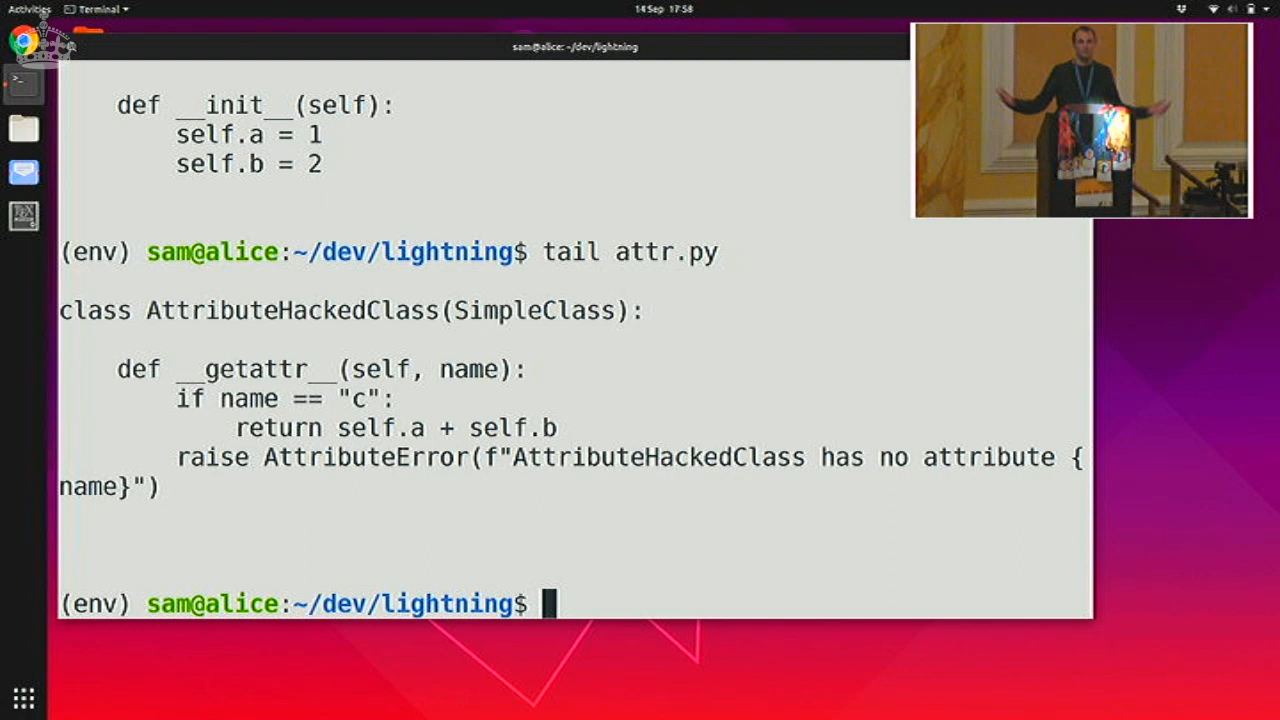 Activities
Terminal
14 Sep 17:58
sam@alice: ~/dev/lightning
def __init__(self):
self.a = 1
self.b = 2
(env) sam@alice:~/dev/lightning$ tail attr.py
class AttributeHackedClass(SimpleClass):
def __getattr__(self, name):
if name == "c":
return self.a + self.b
raise AttributeError(f"AttributeHackedClass has no attribute {
name}")
(env) sam@alice:~/dev/lightning$